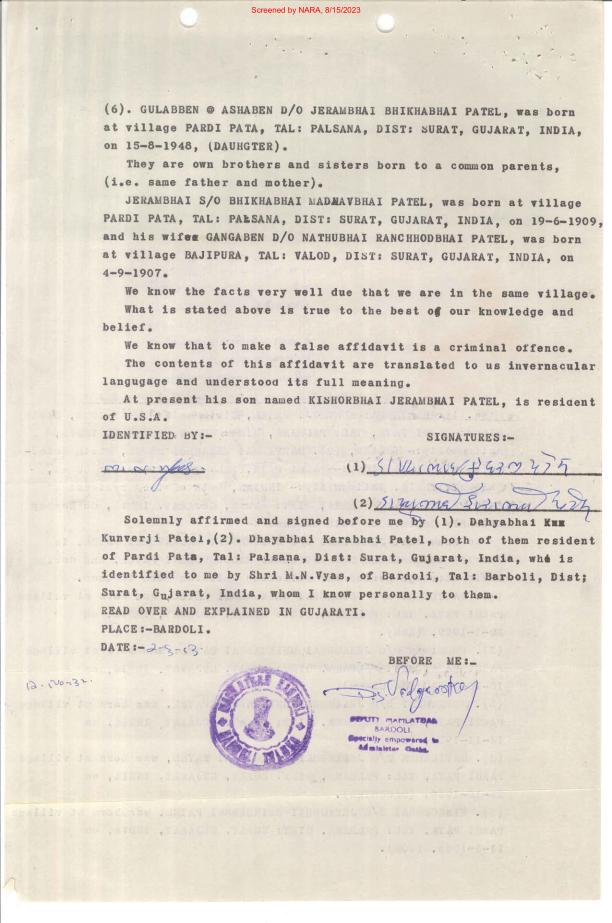 Screened by NARA, 8/15/2023
(6). GULABBEN @ ASHABEN D/O JERAMBHAI BHIKHABHAI PATEL, was born
at village PARDI PATA, TAL: PALSANA, DIST: SURAT, GUJARAT, INDIA,
on 15-8-1948, (DAUHGTER).
They are own brothers and sisters born to a common parents,
(i.e. same father and mother).
JERAMBHAI S/O BHIKHABHAI MADHAVBHAI PATEL, was born at village
PARDI PATA, TAL: PALSANA, DIST: SURAT, GUJARAT, INDIA, on 19-6-1909,
and his wife GANGABEN D/O NATHUBHAI RANCHHODBHAI PATEL, was born
at village BAJIPURA, TAL: VALOD, DIST: SURAT, GUJARAT, INDIA, on
4-9-1907.
We know the facts very well due that we are in the same village.
What is stated above is true to the best of our knowledge and
belief.
We know that to make a false affidavit is a criminal offence.
The contents of this affidavit are translated to us invernacular
langugage and understood its full meaning.
At present his son named KISHORBHAI JERAMBHAI PATEL, is resident
of U.S.A.
IDENTIFIED BY:- SIGNATURES:-
(1)
(2)
Solemnly affirmed and signed before me by (1). Dahyabhai
Kunverji Patel,(2). Dhayabhai Karabhai Patel, both of them resident
of Pardi Pata, Tal: Palsana, Dist: Surat, Gujarat, India, who is
identified to me by Shri M.N.Vyas, of Bardoli, Tal: Barboli, Dist;
Surat, Gujarat, India, whom I know personally to them.
READ OVER AND EXPLAINED IN GUJARATI.
PLACE:-BARDOLI.
DATE:-
BEFORE ME:-
DEPUTY MAMLATDAR
BARDOLI.
Specially empowered to
Administer Oaths.